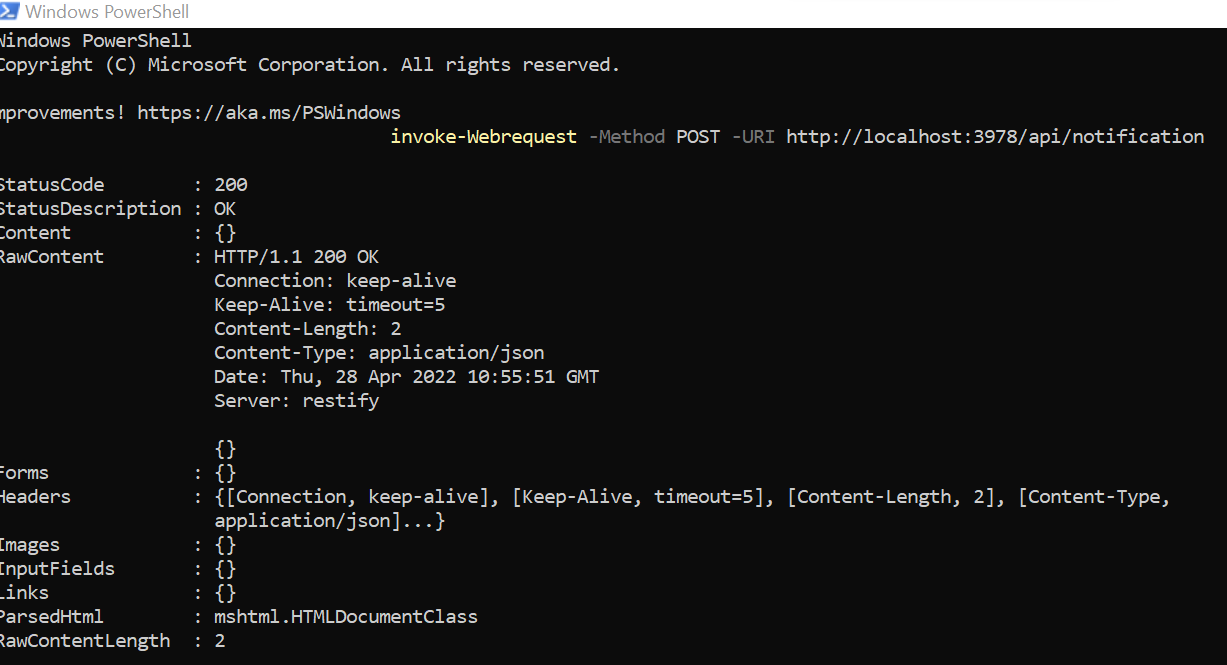 Windows PowerShell
Windows PowerShell
Copyright (C) Microsoft Corporation. All rights reserved.
mprovements! https://aka.ms/PSWindows
invoke-Webrequest -Method POST -URI http://localhost:3978/api/notification
StatusCode : 200
StatusDescription : OK
Content : {}
RawContent : HTTP/1.1 200 OK
Connection: keep-alive
Keep-Alive: timeout=5
Content-Length: 2
Content-Type: application/json
Date: Thu, 28 Apr 2022 10:55:51 GMT
Server: restify
{}
Forms : {}
Headers : {[Connection, keep-alive], [Keep-Alive, timeout=5], [Content-Length, 2], [Content-Type,
application/json]...}
Images : {}
InputFields : {}
Links : {}
ParsedHtml : mshtml.HTMLDocumentClass
RawContentLength : 2